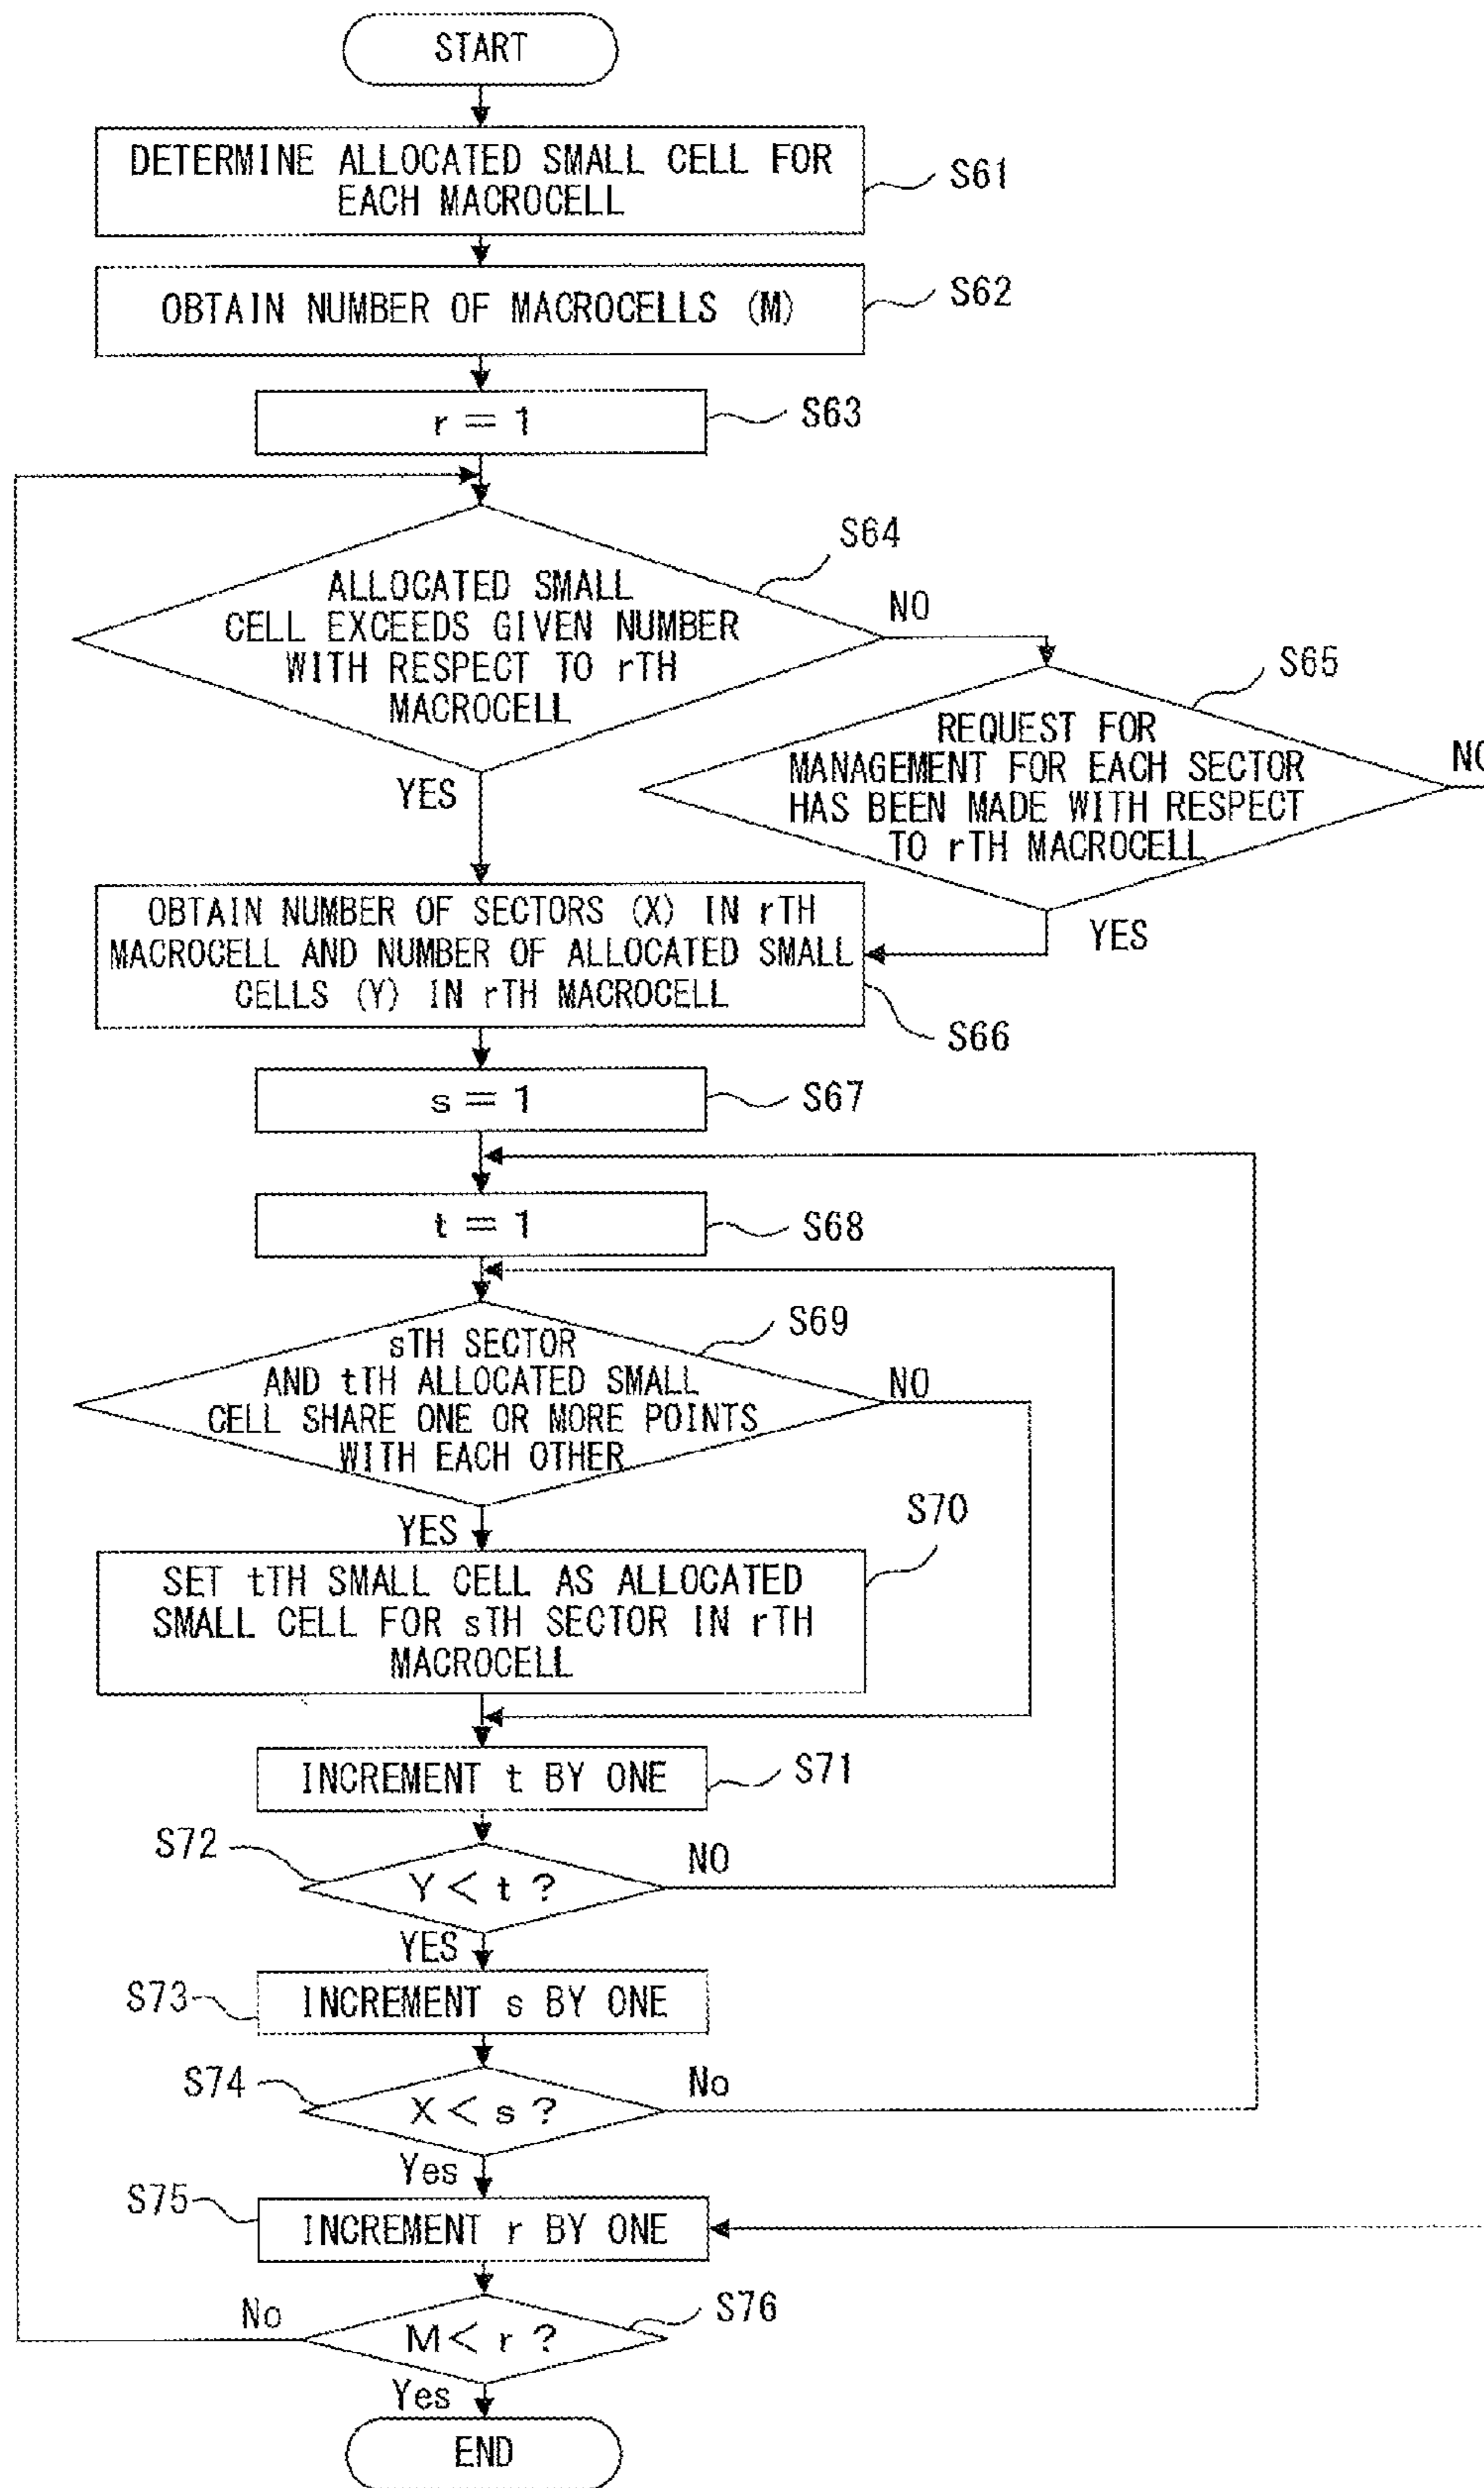 START
DETERMINE ALLOCATED SMALL CELL FOR
EACH MACROCELL
S61
OBTAIN NUMBER OF MACROCELLS (M)
S62
r = 1
S63
ALLOCATED SMALL
CELL EXCEEDS GIVEN NUMBER
WITH RESPECT TO rTH
MACROCELL
S64
NO
YES
REQUEST FOR
MANAGEMENT FOR EACH SECTOR
HAS BEEN MADE WITH RESPECT
TO rTH MACROCELL
S65
NO
YES
OBTAIN NUMBER OF SECTORS (X) IN rTH
MACROCELL AND NUMBER OF ALLOCATED SMALL
CELLS (Y) IN rTH MACROCELL
S66
s = 1
S67
t = 1
S68
sTH SECTOR
AND tTH ALLOCATED SMALL
CELL SHARE ONE OR MORE POINTS
WITH EACH OTHER
S69
NO
YES
SET tTH SMALL CELL AS ALLOCATED
SMALL CELL FOR sTH SECTOR IN rTH
MACROCELL
S70
INCREMENT t BY ONE
S71
S72
Y < t ?
NO
YES
S73
INCREMENT s BY ONE
S74
X < s ?
No
Yes
S75
INCREMENT r BY ONE
No
M < r ?
S76
Yes
END